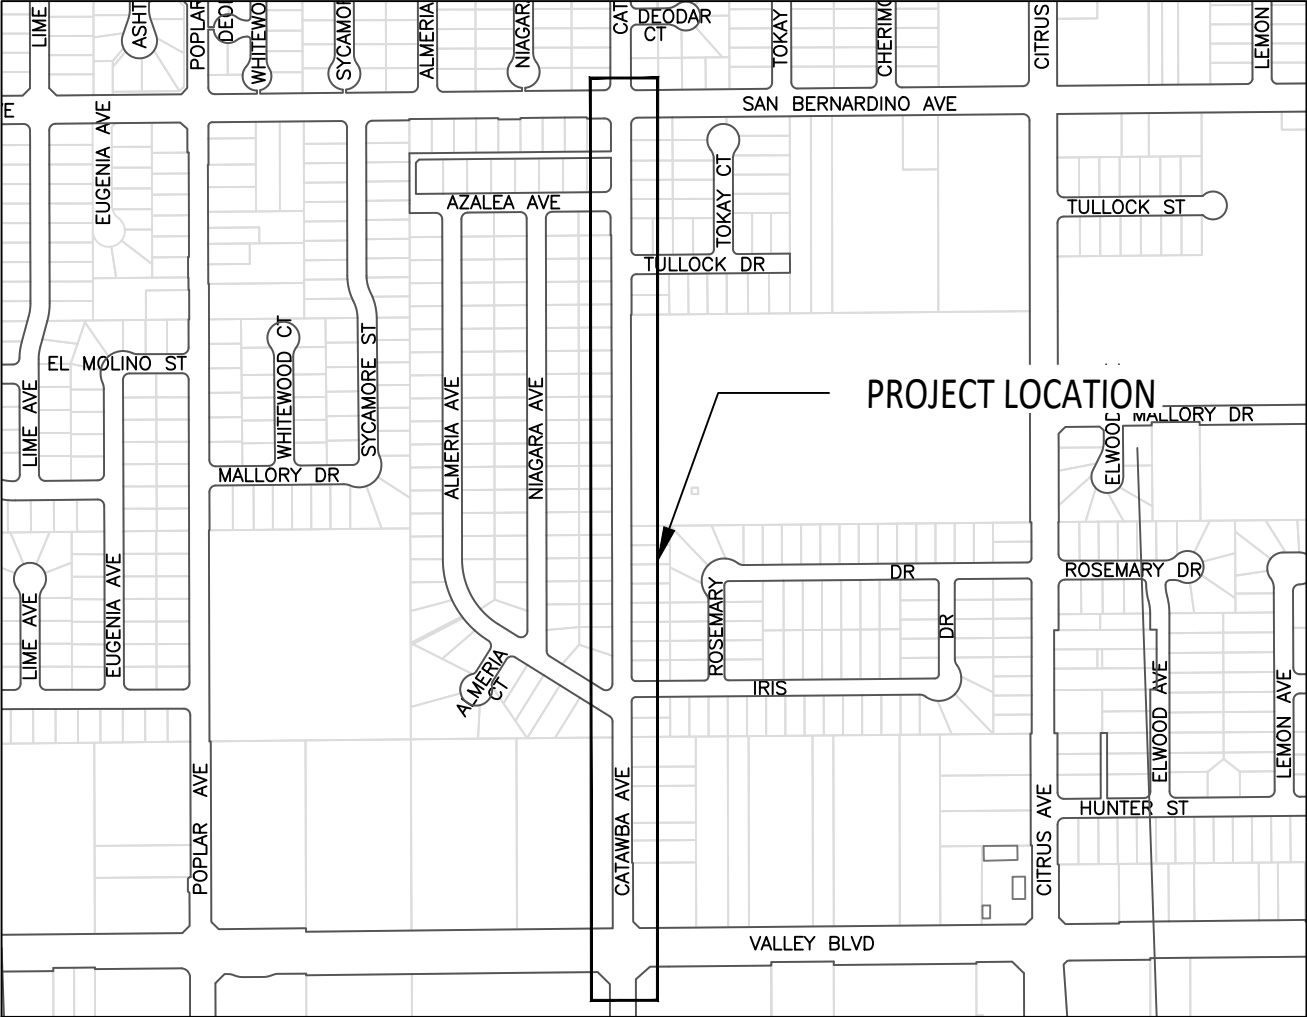 LIME
ASHT
POPLAR
WHITEWO
SYCAMOR
ALMERIA
NIAGARA
CAT
DEODAR
CT
TOKAY
CHERIMO
CITRUS
LEMON
SAN BERNARDINO AVE
EUGENIA AVE
AZALEA AVE
TOKAY CT
TULLOCK DR
TULLOCK ST
EL MOLINO ST
LIME AVE
WHITEWOOD CT
SYCAMORE ST
ALMERIA AVE
NIAGARA AVE
PROJECT LOCATION
MALLORY DR
ELWOOD
MALLORY DR
EUGENIA AVE
LIME AVE
ROSEMARY
DR
DR
IRIS
ROSEMARY DR
ALMERIA
CT
ELWOOD AVE
LEMON AVE
POPLAR AVE
CATAWBA AVE
CITRUS AVE
HUNTER ST
VALLEY BLVD